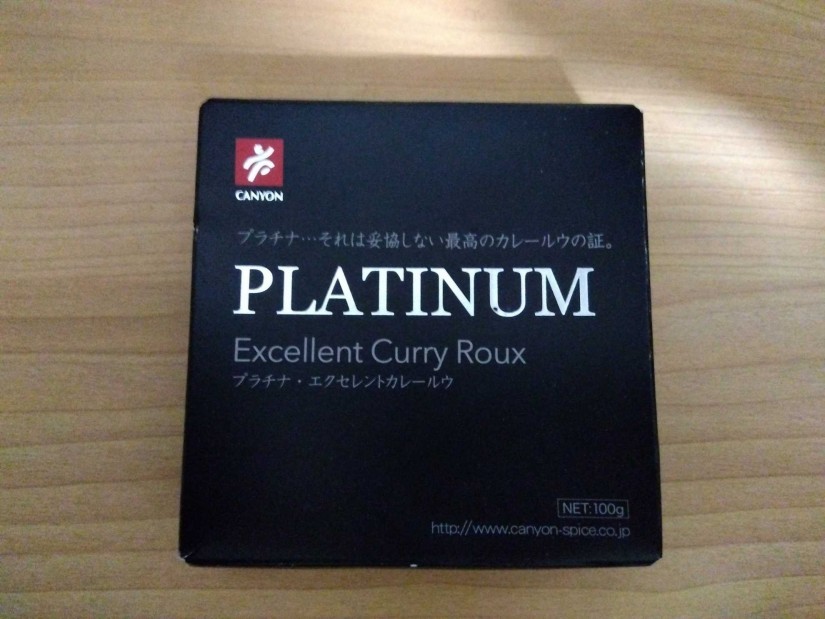 CANYON
プラチナ…それは妥協しない最高のカレールウの証。
PLATINUM
Excellent Curry Roux
プラチナ・エクセレントカレールウ
NET:100g
http://www.canyon-spice.co.jp